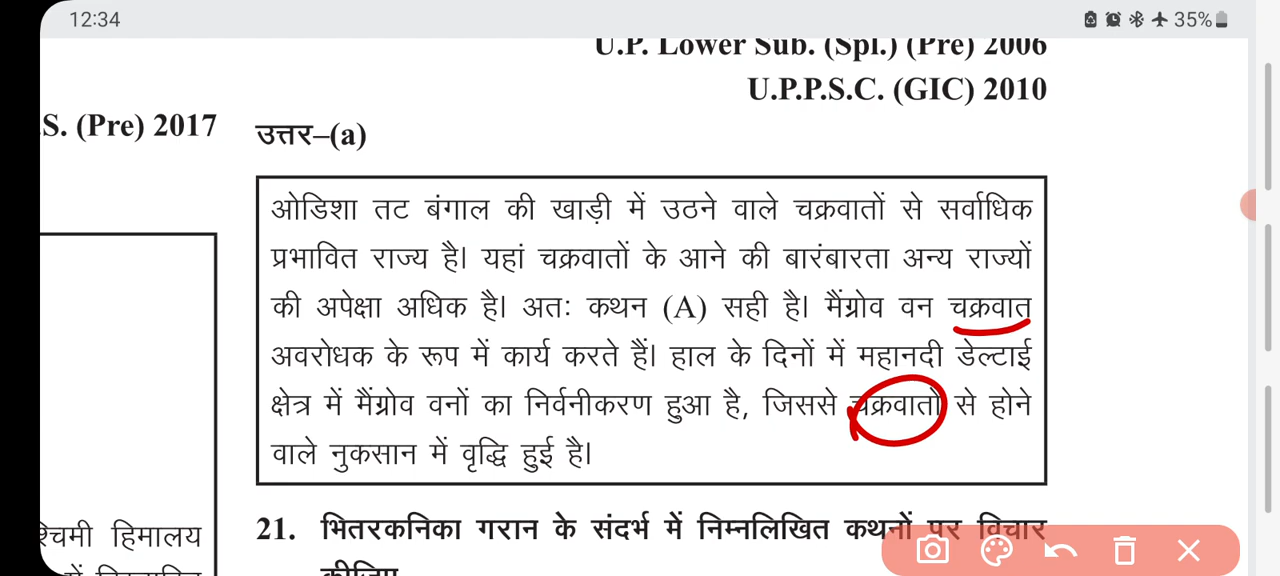 12:34
35%
U.P. Lower Sub. (Spl.) (Pre) 2006
U.P.P.S.C. (GIC) 2010
.S. (Pre) 2017
उत्तर–(a)
ओडिशा तट बंगाल की खाड़ी में उठने वाले चक्रवातों से सर्वाधिक
प्रभावित राज्य है। यहां चक्रवातों के आने की बारंबारता अन्य राज्यों
की अपेक्षा अधिक है। अतः कथन (A) सही है। मैंग्रोव वन चक्रवात
अवरोधक के रूप में कार्य करते हैं। हाल के दिनों में महानदी डेल्टाई
क्षेत्र में मैंग्रोव वनों का निर्वनीकरण हुआ है, जिससे चक्रवातों से होने
वाले नुकसान में वृद्धि हुई है।
21. भितरकनिका गरान के संदर्भ में निम्नलिखित कथनों पर विचार
हिमालय